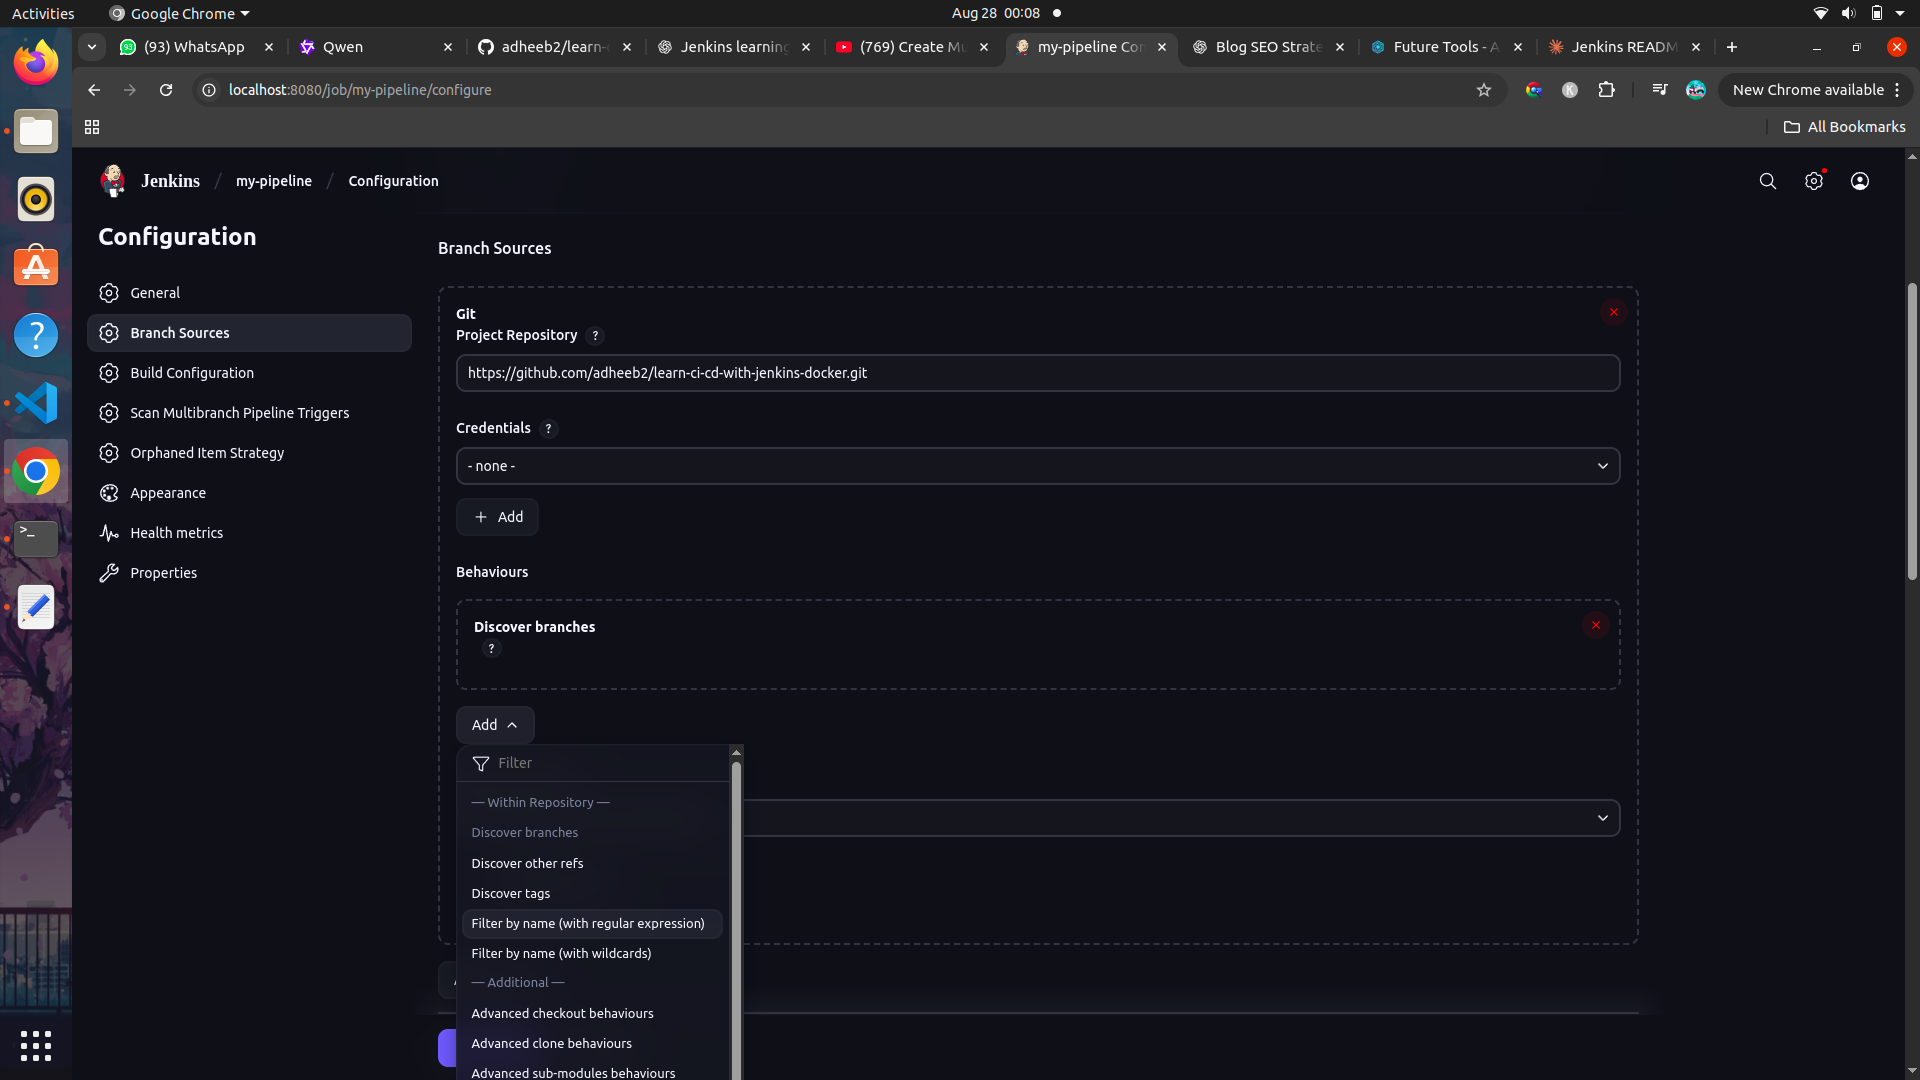 Activities
Google Chrome
Aug 28 00:08
(93) WhatsApp
Qwen
adheeb2/learn-
Jenkins learning
(769) Create Mu
my-pipeline Con
Blog SEO Strate
Future Tools - A
Jenkins READM
localhost:8080/job/my-pipeline/configure
K
New Chrome available
All Bookmarks
Jenkins / my-pipeline / Configuration
Configuration
General
Branch Sources
Build Configuration
Scan Multibranch Pipeline Triggers
Orphaned Item Strategy
Appearance
Health metrics
Properties
Branch Sources
Git
Project Repository ?
https://github.com/adheeb2/learn-ci-cd-with-jenkins-docker.git
Credentials ?
- none -
+ Add
Behaviours
Discover branches
?
Add
Filter
— Within Repository —
Discover branches
Discover other refs
Discover tags
Filter by name (with regular expression)
Filter by name (with wildcards)
— Additional —
Advanced checkout behaviours
Advanced clone behaviours
Advanced sub-modules behaviours